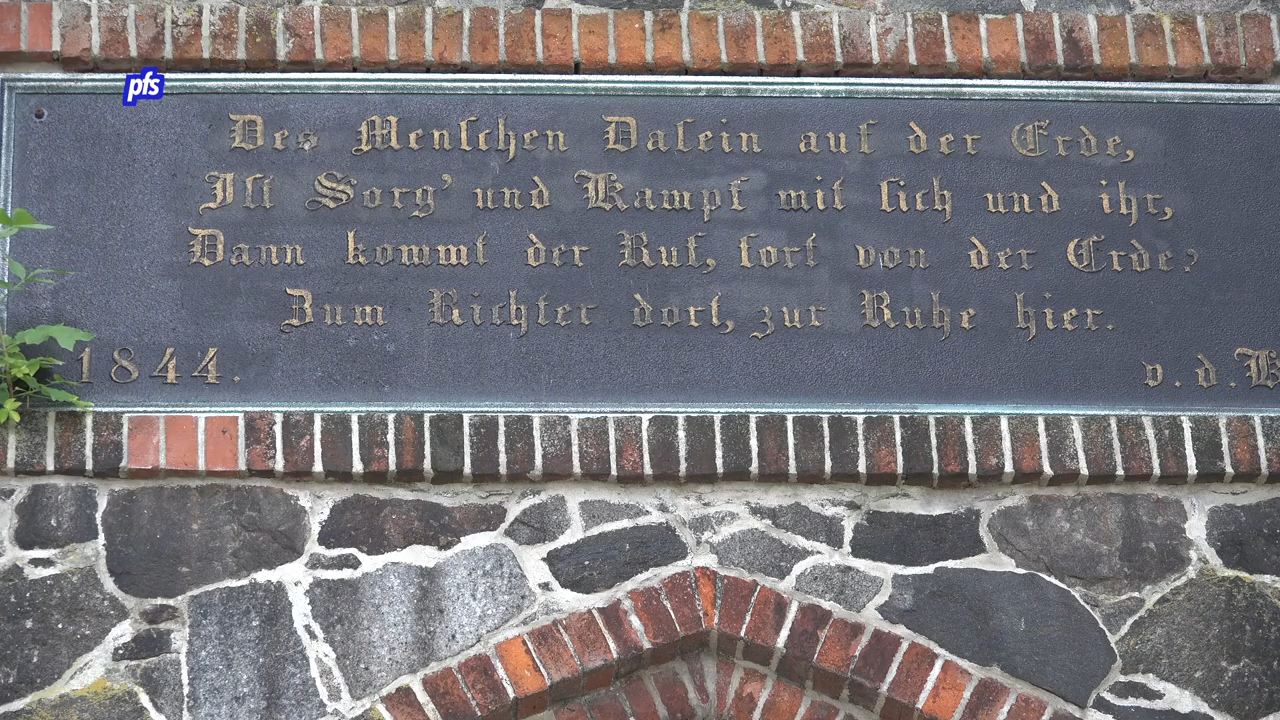 pfs
Des Menschen Dasein auf der Erde,
Ist Sorg' und Kampf mit sich und ihr,
Dann kommt der Ruf, fort von der Erde:
Zum Richter dort, zur Ruhe hier.
1844. v. d. K